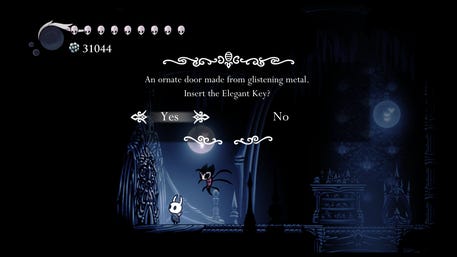 31044
An ornate door made from glistening metal.
Insert the Elegant Key?
Yes No